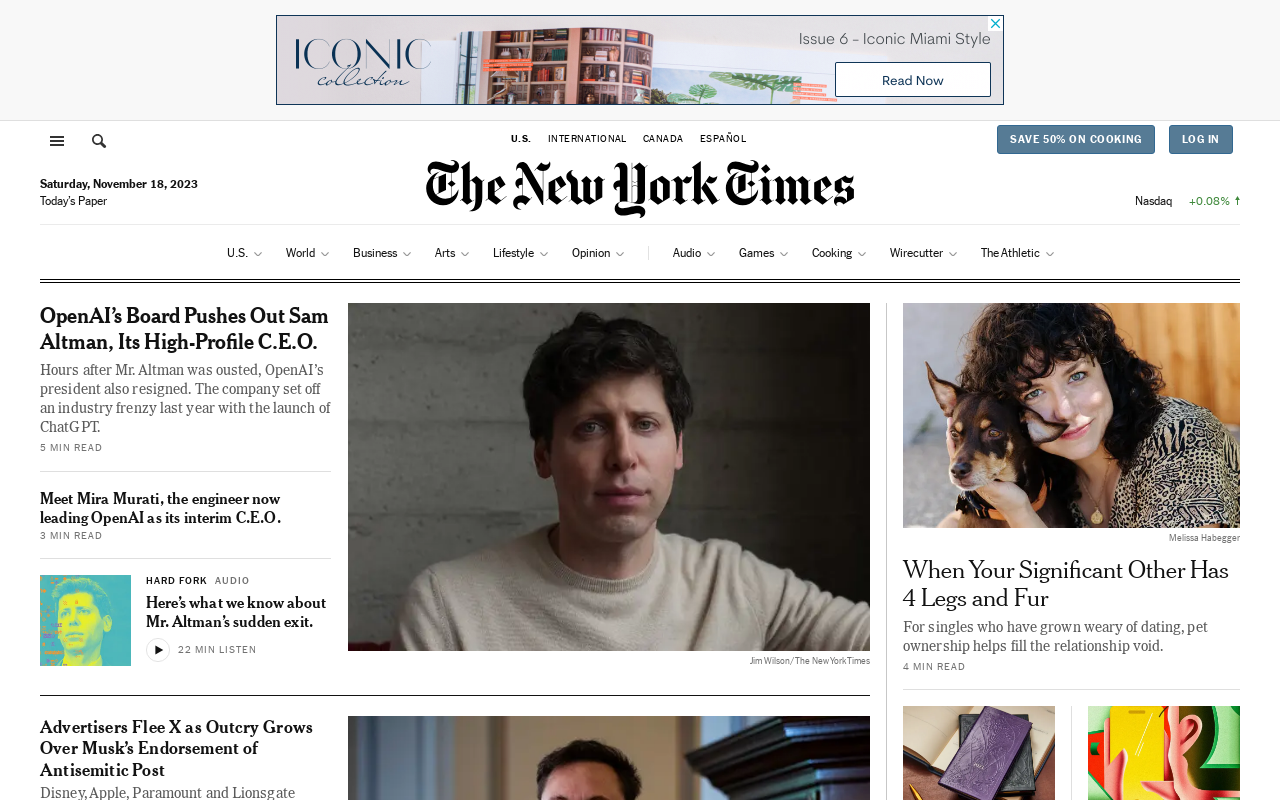 ICONIC
collection
Issue 6 - Iconic Miami Style
Read Now
U.S.
INTERNATIONAL
CANADA
ESPAÑOL
SAVE 50% ON COOKING
LOG IN
Saturday, November 18, 2023
Today's Paper
The New York Times
Nasdaq +0.08%
U.S.
World
Business
Arts
Lifestyle
Opinion
Audio
Games
Cooking
Wirecutter
The Athletic
OpenAI's Board Pushes Out Sam
Altman, Its High-Profile C.E.O.
Hours after Mr. Altman was ousted, OpenAI's
president also resigned. The company set off
an industry frenzy last year with the launch of
ChatGPT.
5 MIN READ
Meet Mira Murati, the engineer now
leading OpenAI as its interim C.E.O.
3 MIN READ
HARD FORK AUDIO
Here's what we know about
Mr. Altman's sudden exit.
22 MIN LISTEN
Jim Wilson/The New York Times
Advertisers Flee X as Outcry Grows
Over Musk's Endorsement of
Antisemitic Post
Disney, Apple, Paramount and Lionsgate
Melissa Habegger
When Your Significant Other Has
4 Legs and Fur
For singles who have grown weary of dating, pet
ownership helps fill the relationship void.
4 MIN READ